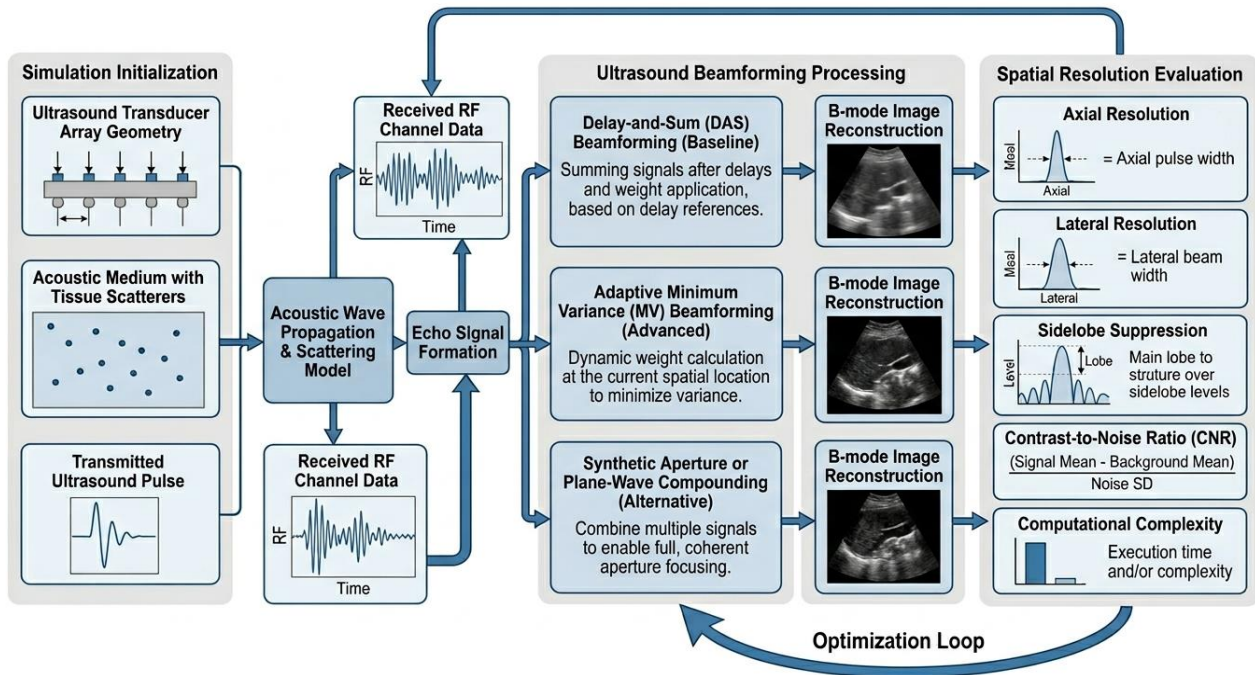 Simulation Initialization
Ultrasound Transducer
Array Geometry
Acoustic Medium with
Tissue Scatterers
Transmitted
Ultrasound Pulse
Acoustic Wave
Propagation
& Scattering
Model
Received RF
Channel Data
RF
Time
Echo Signal
Formation
Received RF
Channel Data
RF
Time
Ultrasound Beamforming Processing
Delay-and-Sum (DAS)
Beamforming (Baseline)
Summing signals after delays
and weight application,
based on delay references.
Adaptive Minimum
Variance (MV) Beamforming
(Advanced)
Dynamic weight calculation
at the current spatial location
to minimize variance.
Synthetic Aperture or
Plane-Wave Compounding
(Alternative)
Combine multiple signals
to enable full, coherent
aperture focusing.
B-mode Image
Reconstruction
B-mode Image
Reconstruction
B-mode Image
Reconstruction
Spatial Resolution Evaluation
Axial Resolution
= Axial pulse width
Axial
Lateral Resolution
= Lateral beam
width
Lateral
Sidelobe Suppression
Lobe
Main lobe to
struture over
sidelobe levels
Contrast-to-Noise Ratio (CNR)
(Signal Mean - Background Mean)
Noise SD
Computational Complexity
Execution time
and/or complexity
Optimization Loop